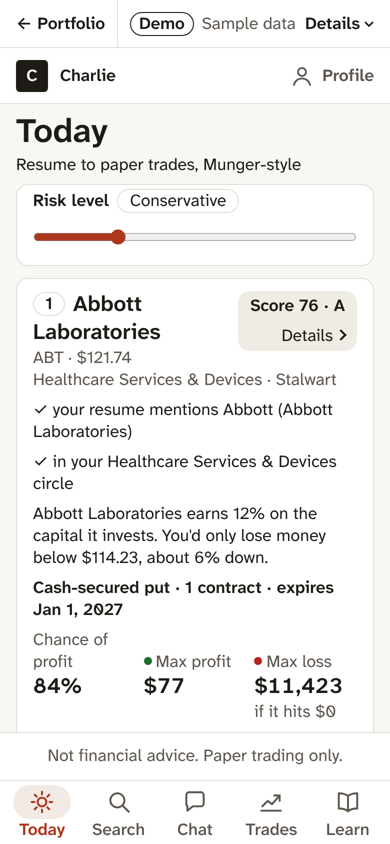 ← Portfolio
Demo Sample data Details
C Charlie
Profile
Today
Resume to paper trades, Munger-style
Risk level Conservative
1 Abbott
Laboratories
Score 76 · A
Details
ABT · $121.74
Healthcare Services & Devices · Stalwart
✓ your resume mentions Abbott (Abbott
Laboratories)
✓ in your Healthcare Services & Devices
circle
Abbott Laboratories earns 12% on the
capital it invests. You'd only lose money
below $114.23, about 6% down.
Cash-secured put · 1 contract · expires
Jan 1, 2027
Chance of
profit
84%
Max profit
$77
Max loss
$11,423
if it hits $0
Not financial advice. Paper trading only.
Today Search Chat Trades Learn